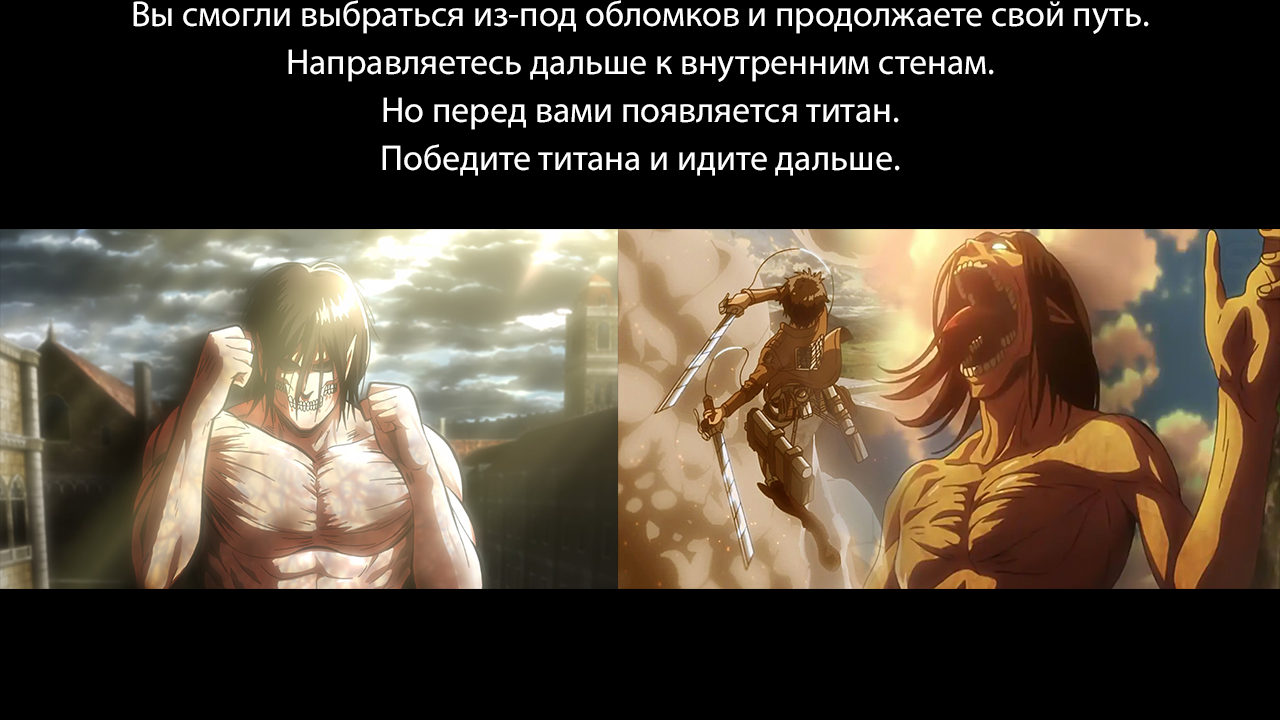 Вы смогли выбраться из-под обломков и продолжаете свой путь.
Направляетесь дальше к внутренним стенам.
Но перед вами появляется титан.
Победите титана и идите дальше.